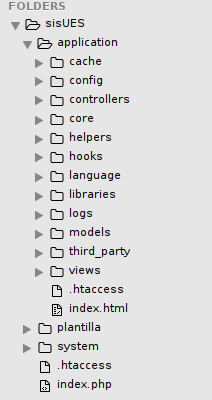 FOLDERS
sisUES
application
cache
config
controllers
core
helpers
hooks
language
libraries
logs
models
third_party
views
.htaccess
index.html
plantilla
system
.htaccess
index.php